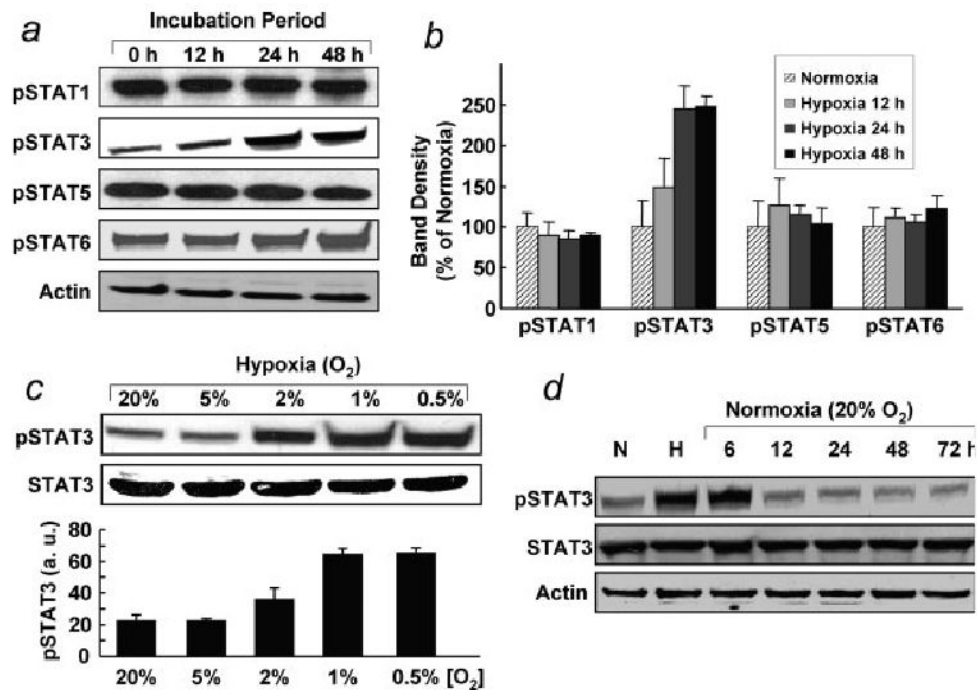 a
Incubation Period
0 h 12 h 24 h 48 h
pSTAT1
pSTAT3
pSTAT5
pSTAT6
Actin
b
Band Density
(% of Normoxia)
250
200
150
100
50
0
Normoxia
Hypoxia 12 h
Hypoxia 24 h
Hypoxia 48 h
pSTAT1 pSTAT3 pSTAT5 pSTAT6
c
Hypoxia (O₂)
20% 5% 2% 1% 0.5%
pSTAT3
STAT3
pSTAT3 (a. u.)
80
60
40
20
20% 5% 2% 1% 0.5% [O₂]
d
Normoxia (20% O₂)
N H 6 12 24 48 72 h
pSTAT3
STAT3
Actin